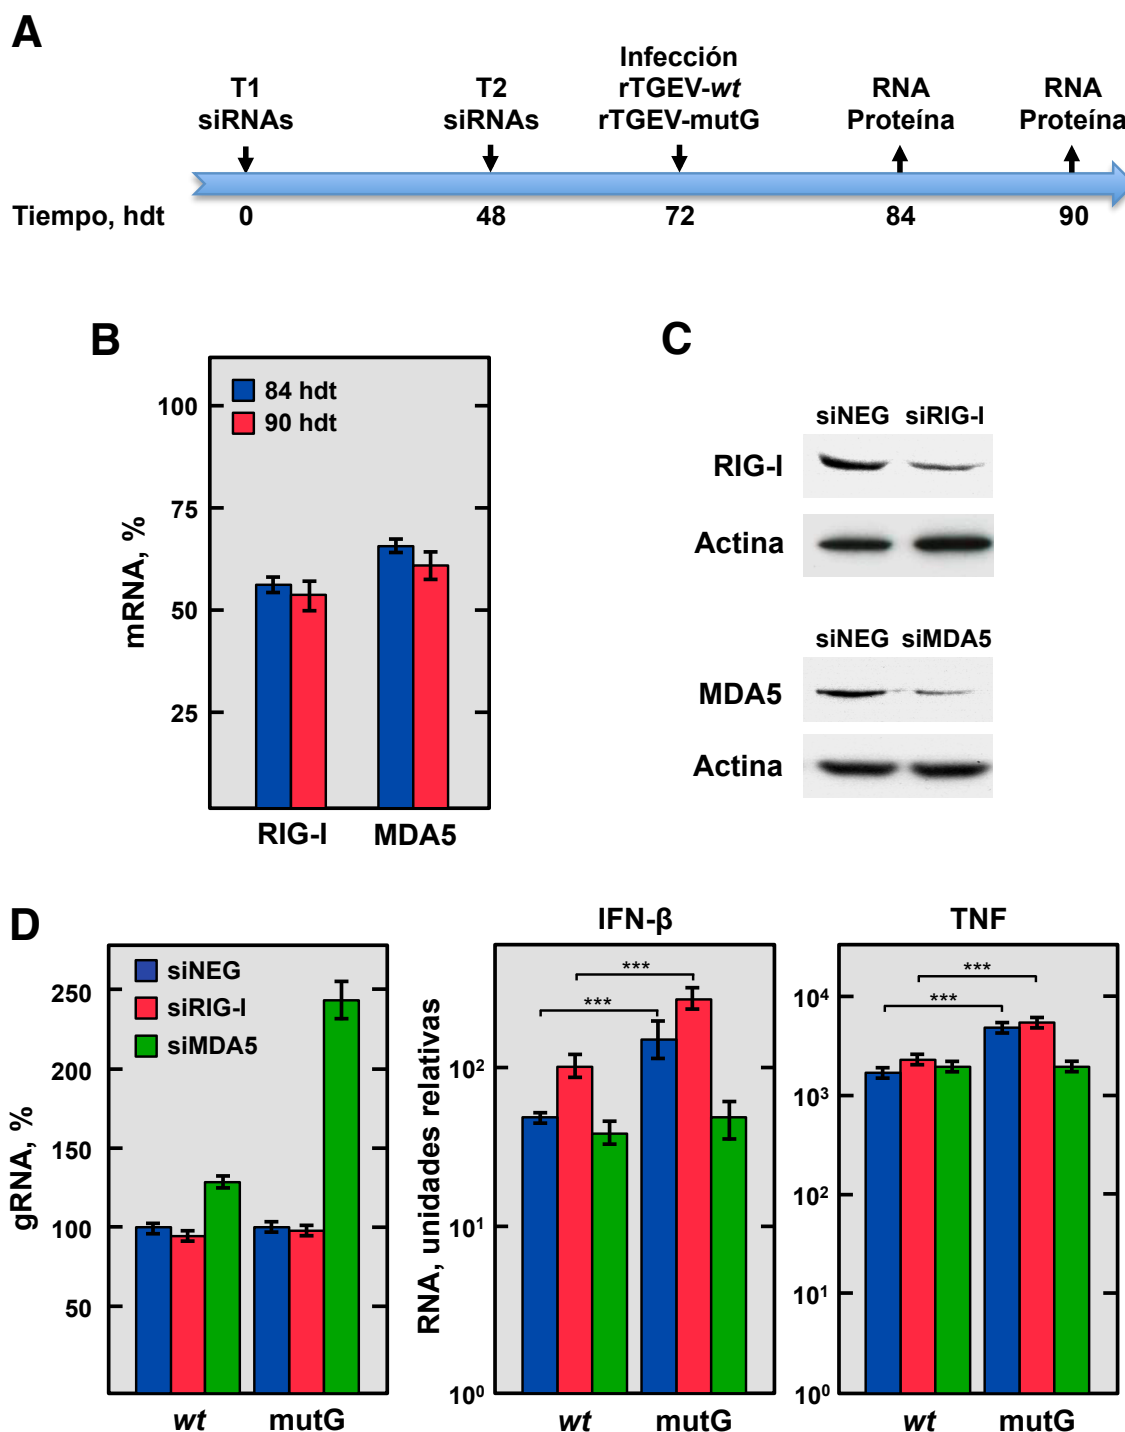 A
T1
siRNAs
T2
siRNAs
Infección
rTGEV-wt
rTGEV-mutG
RNA
Proteína
RNA
Proteína
Tiempo, hdt 0 48 72 84 90
B
84 hdt
90 hdt
mRNA, %
100
75
50
25
RIG-I MDA5
C
siNEG siRIG-I
RIG-I
Actina
siNEG siMDA5
MDA5
Actina
D
siNEG
siRIG-I
siMDA5
gRNA, %
250
200
150
100
50
wt mutG
IFN-β
RNA, unidades relativas
10²
10¹
10⁰
***
***
wt mutG
TNF
10⁴
10³
10²
10¹
10⁰
***
***
wt mutG